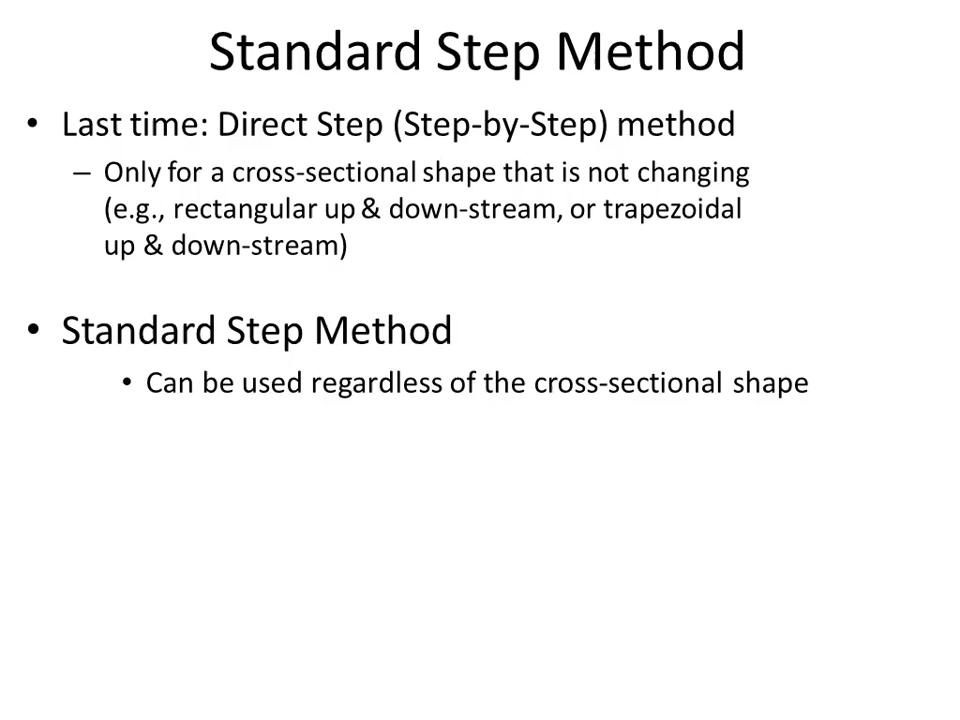 Standard Step Method
• Last time: Direct Step (Step-by-Step) method
– Only for a cross-sectional shape that is not changing
(e.g., rectangular up & down-stream, or trapezoidal
up & down-stream)
• Standard Step Method
• Can be used regardless of the cross-sectional shape